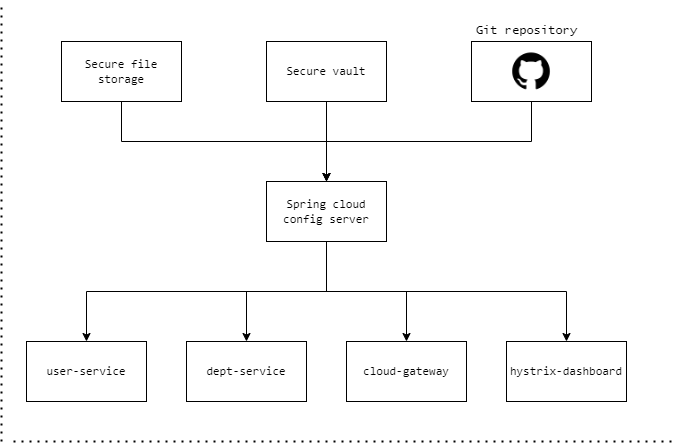 Git repository
Secure file
storage
Secure vault
Spring cloud
config server
user-service
dept-service
cloud-gateway
hystrix-dashboard